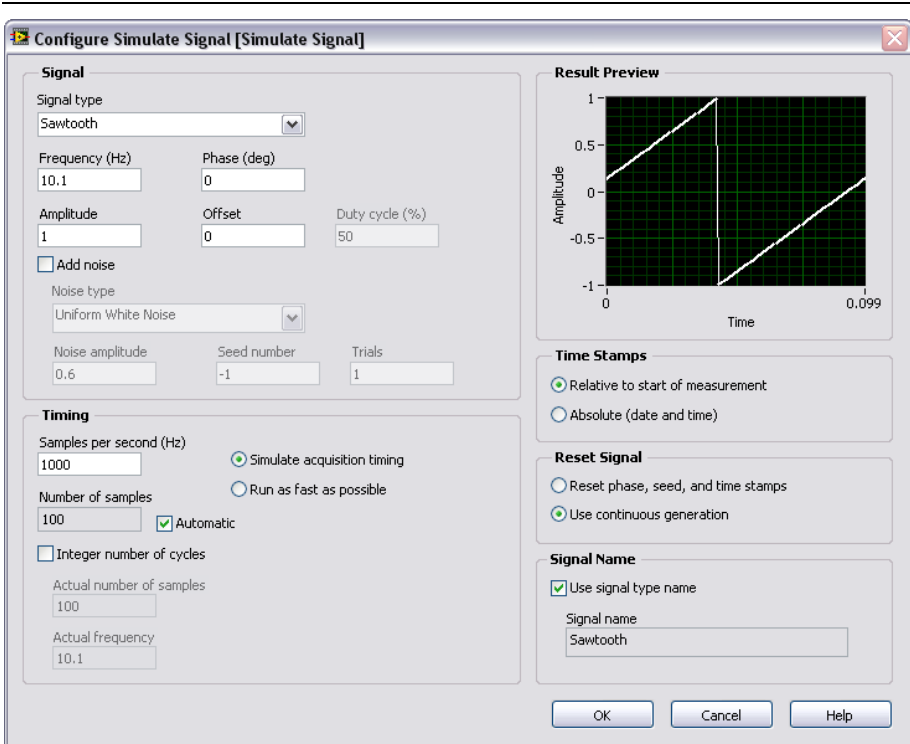 Configure Simulate Signal [Simulate Signal]
Signal
Signal type
Sawtooth
Frequency (Hz) Phase (deg)
10.1 0
Amplitude Offset Duty cycle (%)
1 0 50
Add noise
Noise type
Uniform White Noise
Noise amplitude Seed number Trials
0.6 -1 1
Timing
Samples per second (Hz)
1000
Simulate acquisition timing
Run as fast as possible
Number of samples
100 Automatic
Integer number of cycles
Actual number of samples
100
Actual frequency
10.1
Result Preview
1
0.5
0
-0.5
-1
Amplitude
0 0.099
Time
Time Stamps
Relative to start of measurement
Absolute (date and time)
Reset Signal
Reset phase, seed, and time stamps
Use continuous generation
Signal Name
Use signal type name
Signal name
Sawtooth
OK Cancel Help